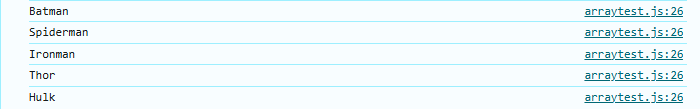 Batman arraytest.js:26
Spiderman arraytest.js:26
Ironman arraytest.js:26
Thor arraytest.js:26
Hulk arraytest.js:26